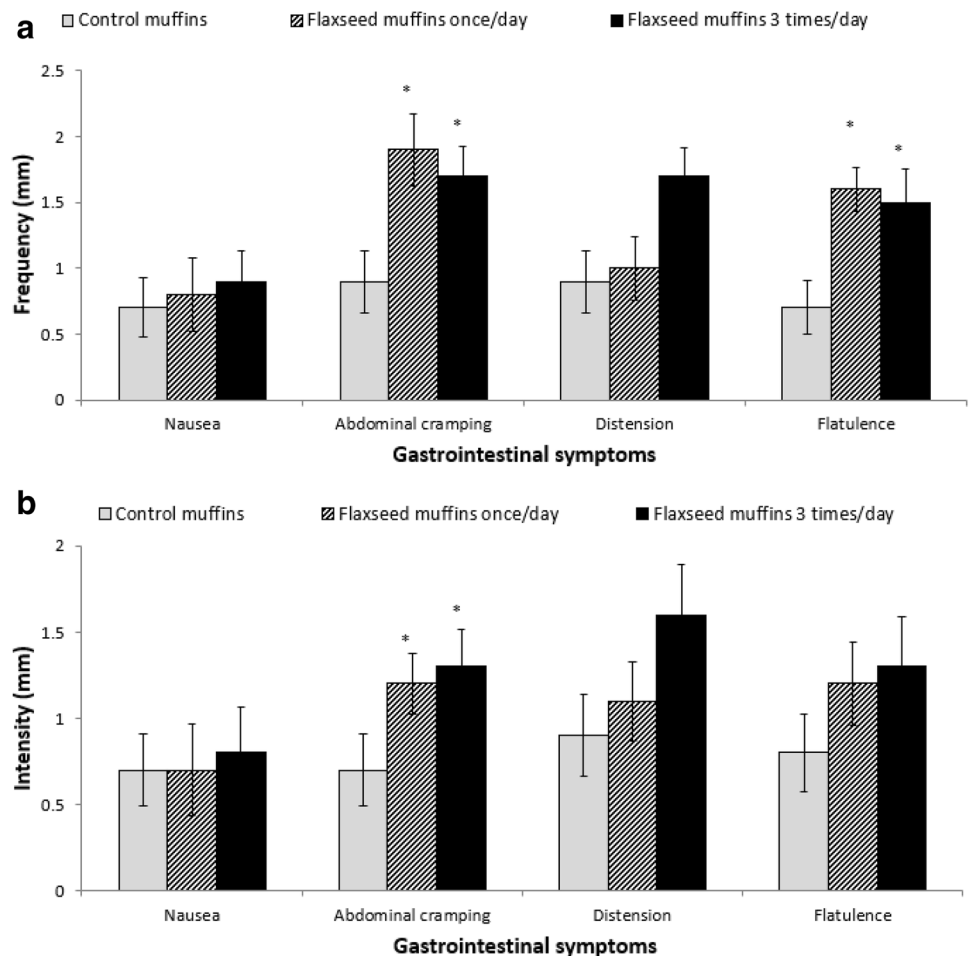 a
Control muffins Flaxseed muffins once/day Flaxseed muffins 3 times/day
2.5
2
1.5
1
0.5
0
Frequency (mm)
* * * *
Nausea Abdominal cramping Distension Flatulence
Gastrointestinal symptoms
b
Control muffins Flaxseed muffins once/day Flaxseed muffins 3 times/day
2
1.5
1
0.5
0
Intensity (mm)
* *
Nausea Abdominal cramping Distension Flatulence
Gastrointestinal symptoms